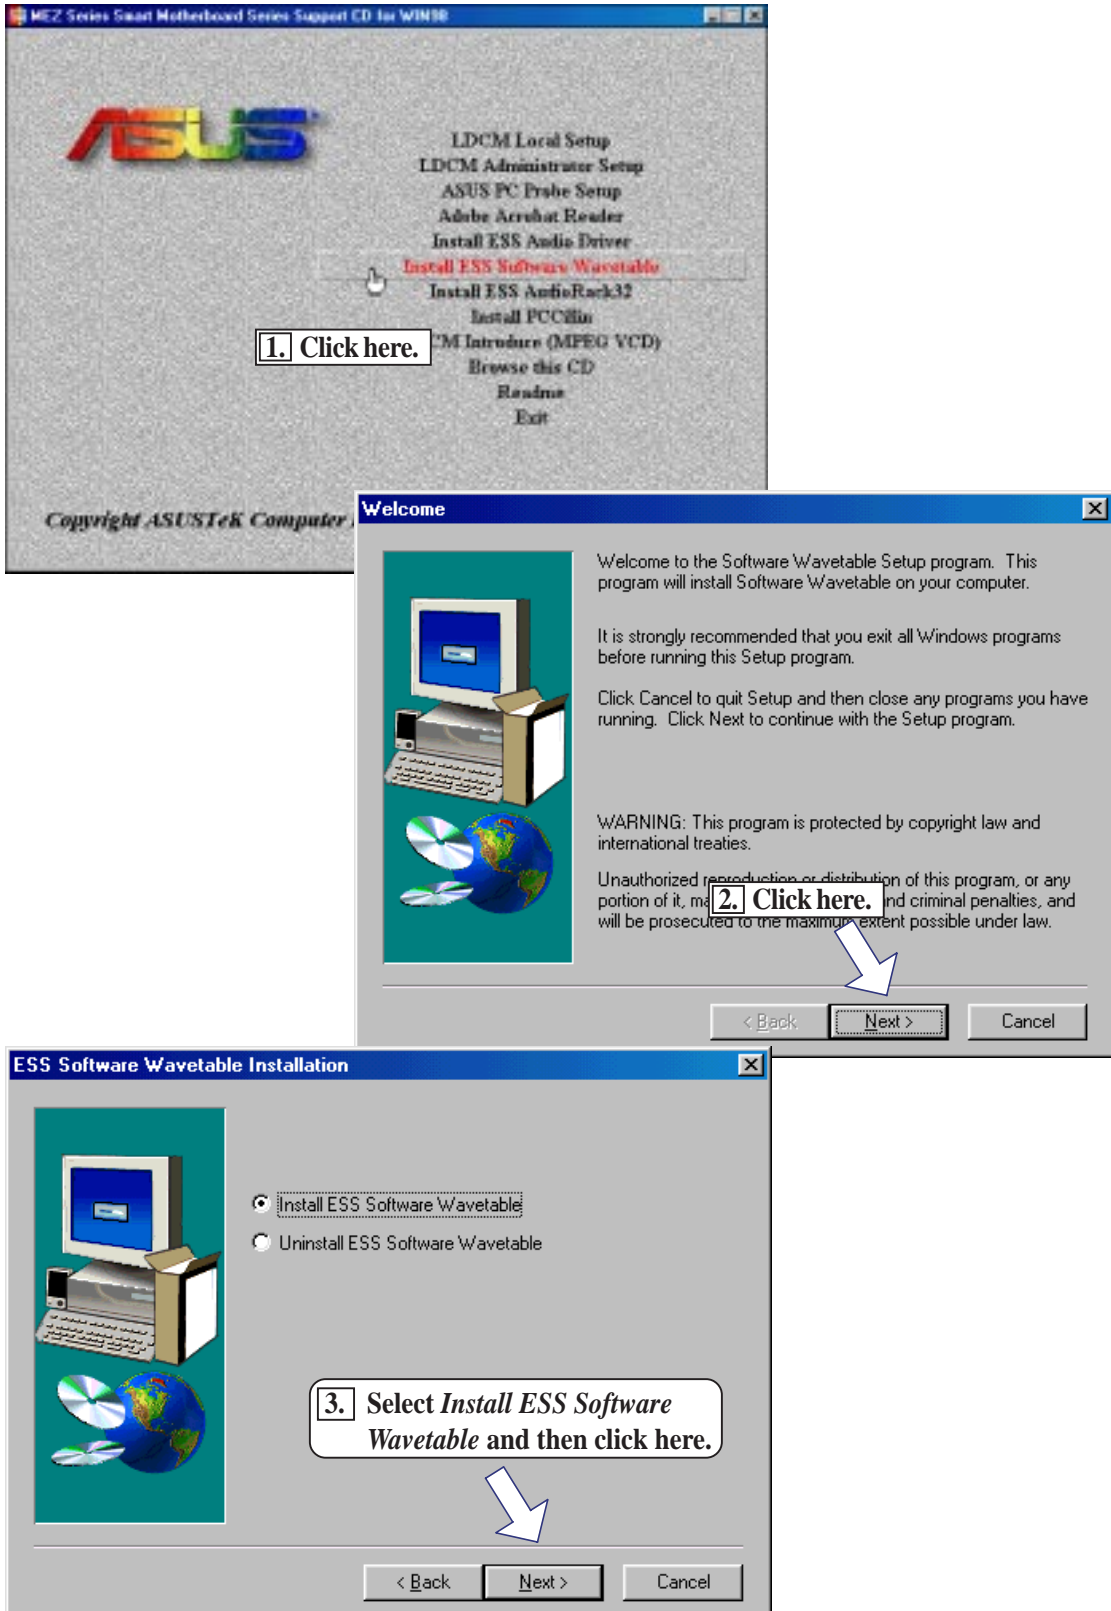 MEZ Series Smart Motherboard Series Support CD for WIN98
ASUS
LDCM Local Setup
LDCM Administrator Setup
ASUS PC Probe Setup
Adobe Acrobat Reader
Install ESS Audio Driver
Install ESS Software Wavetable
Install ESS AudioRack32
Install PCCillin
CM Introduce (MPEG VCD)
Browse this CD
Readme
Exit
1. Click here.
Copyright ASUSTeK Computer
Welcome
Welcome to the Software Wavetable Setup program. This
program will install Software Wavetable on your computer.
It is strongly recommended that you exit all Windows programs
before running this Setup program.
Click Cancel to quit Setup and then close any programs you have
running. Click Next to continue with the Setup program.
WARNING: This program is protected by copyright law and
international treaties.
Unauthorized reproduction or distribution of this program, or any
portion of it, ma nd criminal penalties, and
will be prosecuted to the maximum extent possible under law.
2. Click here.
< Back
Next >
Cancel
ESS Software Wavetable Installation
Install ESS Software Wavetable
Uninstall ESS Software Wavetable
3. Select Install ESS Software
Wavetable and then click here.
< Back
Next >
Cancel